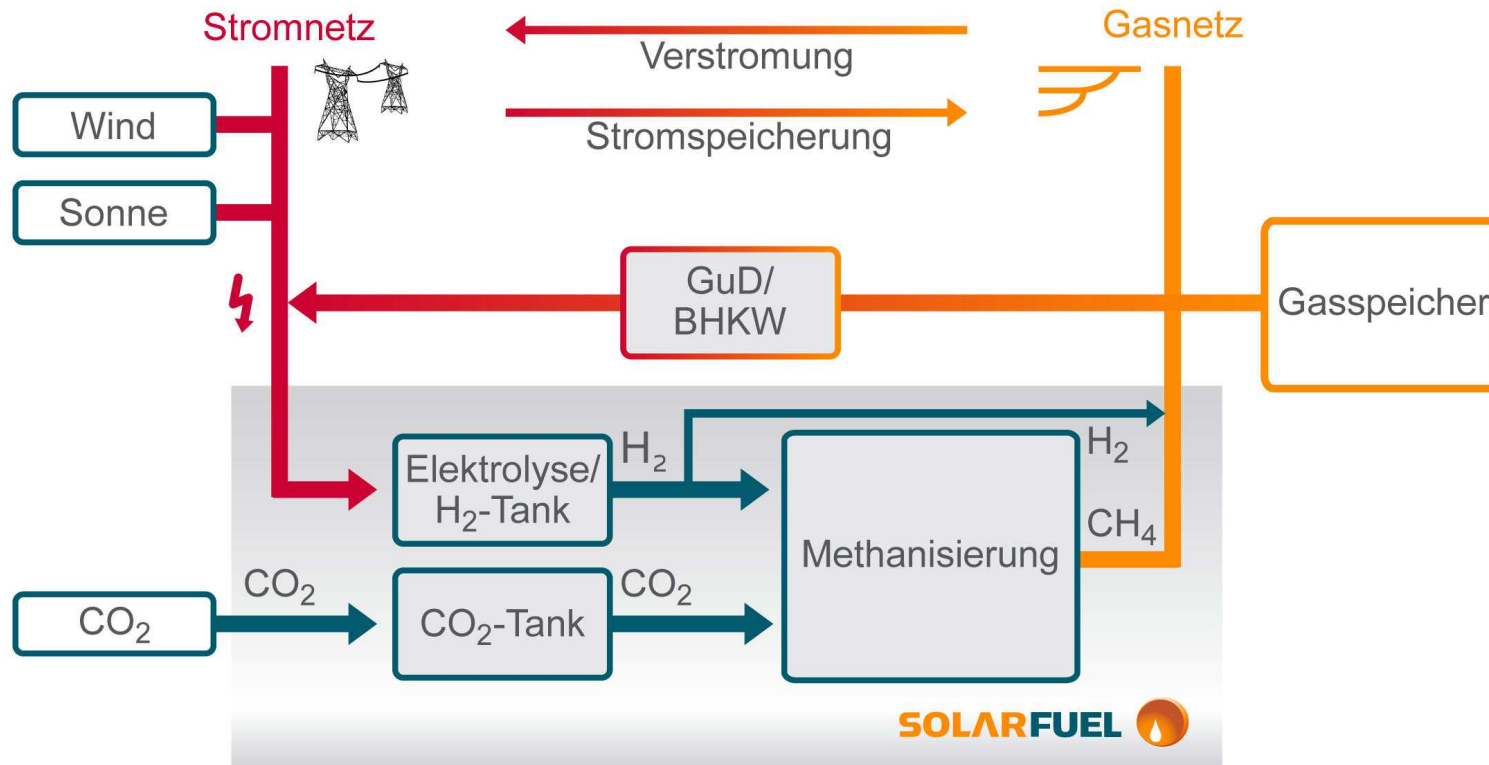 Stromnetz
Verstromung
Gasnetz
Wind
Stromspeicherung
Sonne
GuD/
BHKW
Gasspeicher
Elektrolyse/
H₂-Tank
H₂
H₂
CH₄
Methanisierung
CO₂
CO₂
CO₂-Tank
CO₂
SOLARFUEL